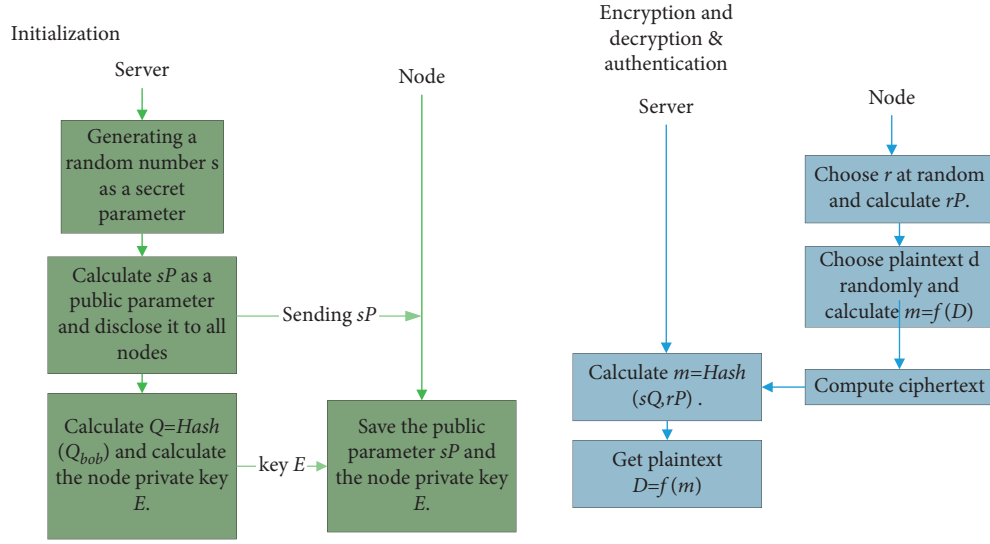 Initialization
Server
Node
Generating a
random number s
as a secret
parameter
Calculate sP as a
public parameter
and disclose it to all
nodes
Sending sP
Calculate Q=Hash
(Qbob) and calculate
the node private key
E.
key E
Save the public
parameter sP and
the node private key
E.
Encryption and
decryption &
authentication
Server
Node
Choose r at random
and calculate rP.
Choose plaintext d
randomly and
calculate m=f (D)
Compute ciphertext
Calculate m=Hash
(sQ,rP) .
Get plaintext
D=f (m)